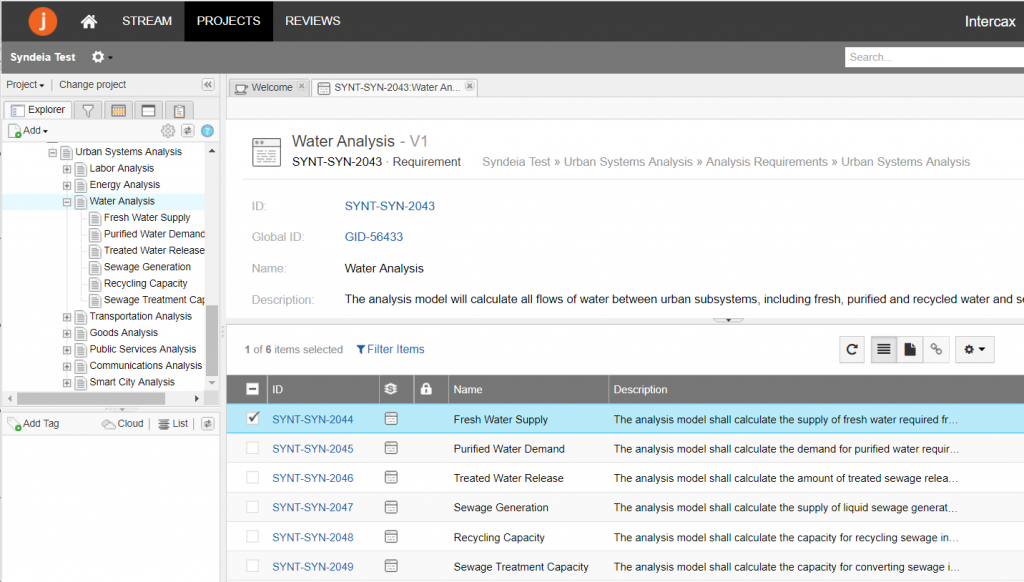 j STREAM PROJECTS REVIEWS Intercax
Syndeia Test Search...
Project Change project
Welcome SYNT-SYN-2043:Water An...
Explorer
Add
Urban Systems Analysis
Labor Analysis
Energy Analysis
Water Analysis
Fresh Water Supply
Purified Water Demand
Treated Water Release
Sewage Generation
Recycling Capacity
Sewage Treatment Cap
Transportation Analysis
Goods Analysis
Public Services Analysis
Communications Analysis
Smart City Analysis
Add Tag Cloud List
Water Analysis - V1
SYNT-SYN-2043 · Requirement Syndeia Test » Urban Systems Analysis » Analysis Requirements » Urban Systems Analysis
ID: SYNT-SYN-2043
Global ID: GID-56433
Name: Water Analysis
Description: The analysis model will calculate all flows of water between urban subsystems, including fresh, purified and recycled water and se
1 of 6 items selected Filter Items
ID Name Description
SYNT-SYN-2044 Fresh Water Supply The analysis model shall calculate the supply of fresh water required fr...
SYNT-SYN-2045 Purified Water Demand The analysis model shall calculate the demand for purified water requir...
SYNT-SYN-2046 Treated Water Release The analysis model shall calculate the amount of treated sewage relea...
SYNT-SYN-2047 Sewage Generation The analysis model shall calculate the supply of liquid sewage generat...
SYNT-SYN-2048 Recycling Capacity The analysis model shall calculate the capacity for recycling sewage in...
SYNT-SYN-2049 Sewage Treatment Capacity The analysis model shall calculate the capacity for converting sewage i...